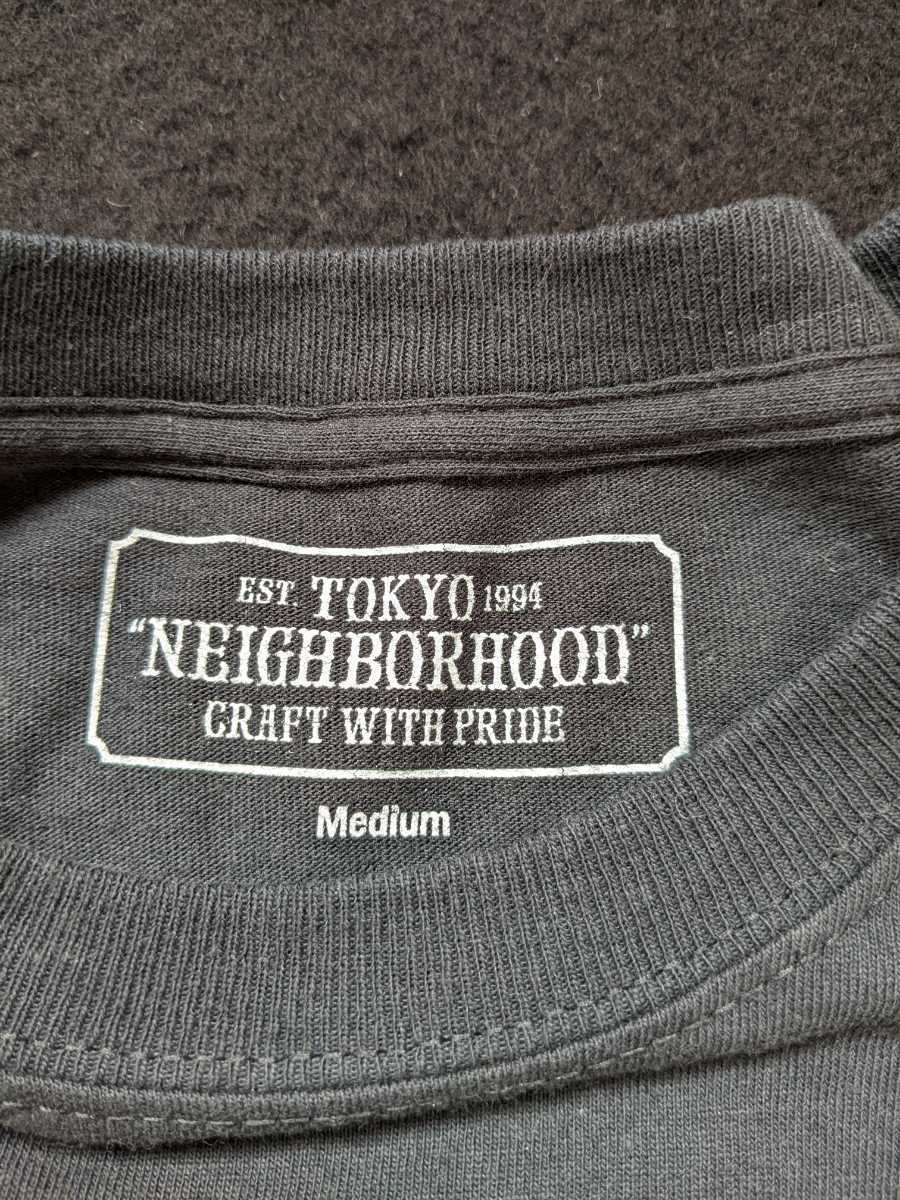 EST. TOKYO 1994
"NEIGHBORHOOD"
CRAFT WITH PRIDE
Medium